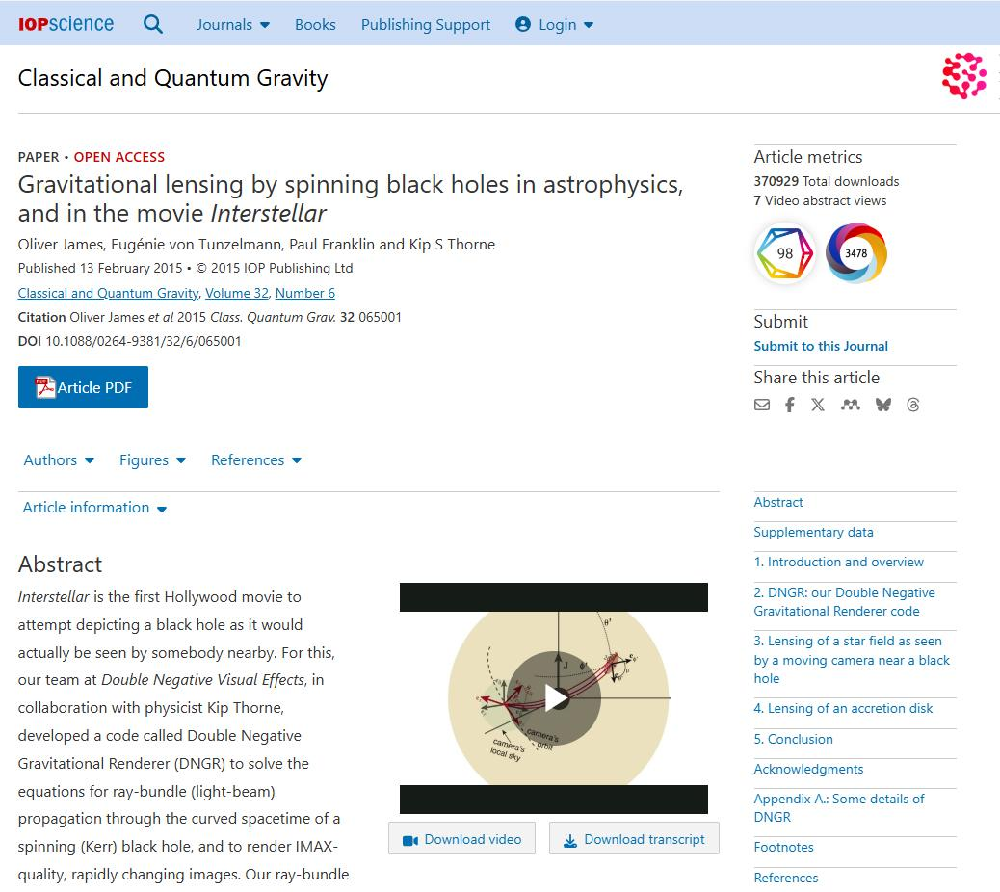 IOPscience Journals Books Publishing Support Login
Classical and Quantum Gravity
PAPER • OPEN ACCESS
Gravitational lensing by spinning black holes in astrophysics,
and in the movie Interstellar
Oliver James, Eugénie von Tunzelmann, Paul Franklin and Kip S Thorne
Published 13 February 2015 • © 2015 IOP Publishing Ltd
Classical and Quantum Gravity, Volume 32, Number 6
Citation Oliver James et al 2015 Class. Quantum Grav. 32 065001
DOI 10.1088/0264-9381/32/6/065001
PDF Article PDF
Authors Figures References
Article information
Abstract
Interstellar is the first Hollywood movie to
attempt depicting a black hole as it would
actually be seen by somebody nearby. For this,
our team at Double Negative Visual Effects, in
collaboration with physicist Kip Thorne,
developed a code called Double Negative
Gravitational Renderer (DNGR) to solve the
equations for ray-bundle (light-beam)
propagation through the curved spacetime of a
spinning (Kerr) black hole, and to render IMAX-
quality, rapidly changing images. Our ray-bundle
θ'
J
ϕ'
camera's
orbit
camera's
local sky
Download video Download transcript
Article metrics
370929 Total downloads
7 Video abstract views
98 3478
Submit
Submit to this Journal
Share this article
Abstract
Supplementary data
1. Introduction and overview
2. DNGR: our Double Negative
Gravitational Renderer code
3. Lensing of a star field as seen
by a moving camera near a black
hole
4. Lensing of an accretion disk
5. Conclusion
Acknowledgments
Appendix A.: Some details of
DNGR
Footnotes
References